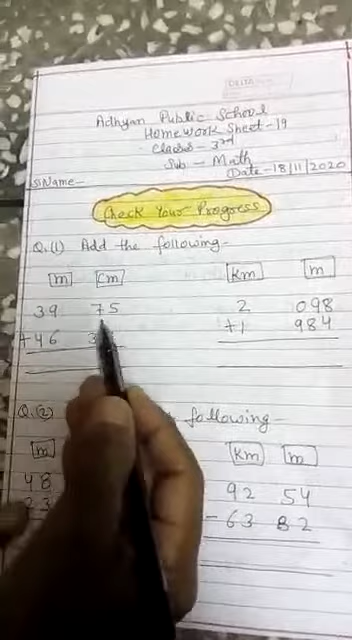 Adhyan Public School
Homework Sheet-19
Class - 3rd
Sub - Math
Date-18/11/2020
S.Name-
Check Your Progress
Q.(1) Add the following-
m cm km m
39 75 2 098
+46 3 +1 984
Q.(2) following-
m km m
48 92 54
23 -63 82